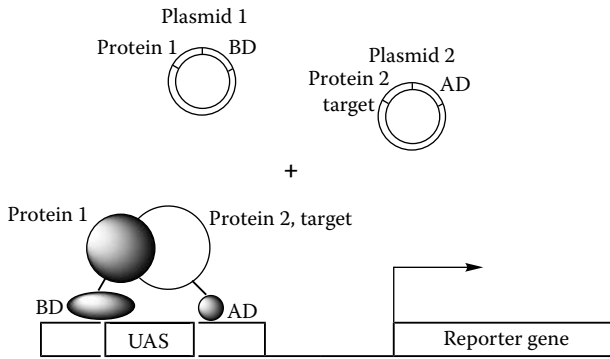 Plasmid 1
Protein 1 BD
Plasmid 2
Protein 2
target
AD
+
Protein 1
Protein 2, target
BD
AD
UAS
Reporter gene